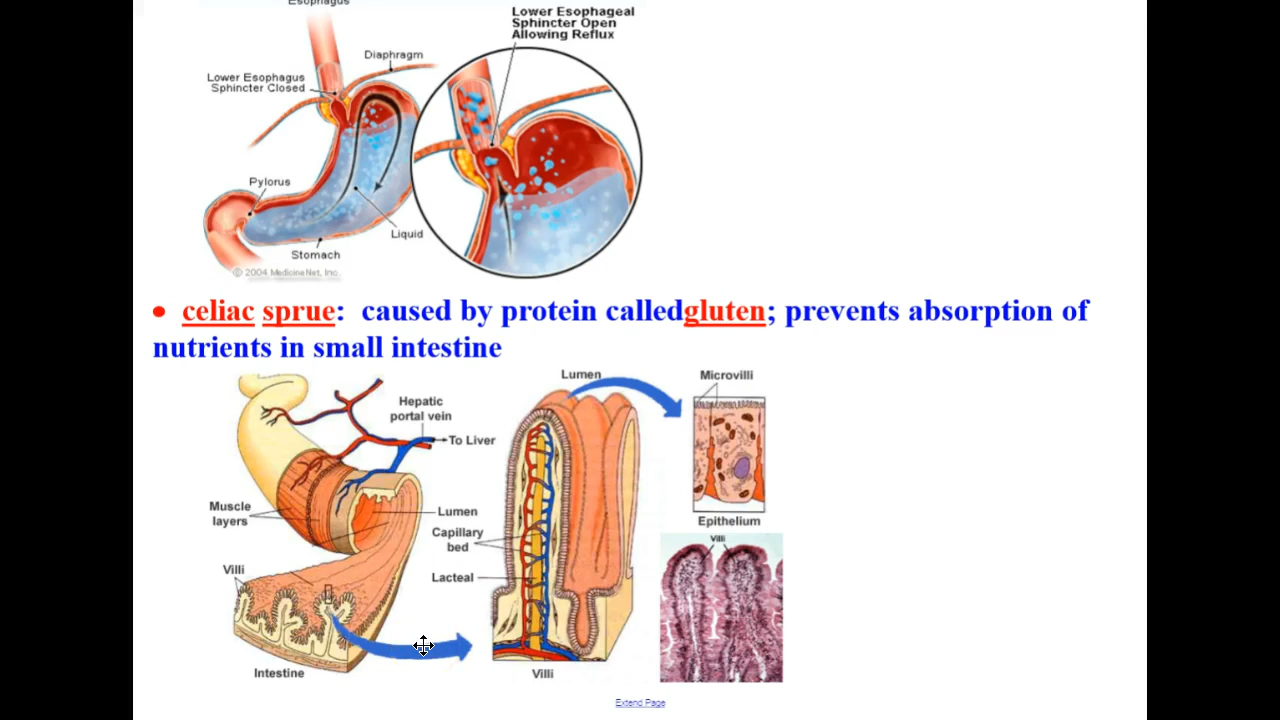 Esophagus
Lower Esophageal
Sphincter Open
Allowing Reflux
Diaphragm
Lower Esophagus
Sphincter Closed
Pylorus
Liquid
Stomach
© 2004 MedicineNet, Inc.
• celiac sprue:  caused by protein calledgluten; prevents absorption of
nutrients in small intestine
Lumen
Microvilli
Hepatic
portal vein
To Liver
Muscle
layers
Lumen
Capillary
bed
Epithelium
Villi
Villi
Lacteal
Intestine
Villi
Extend Page